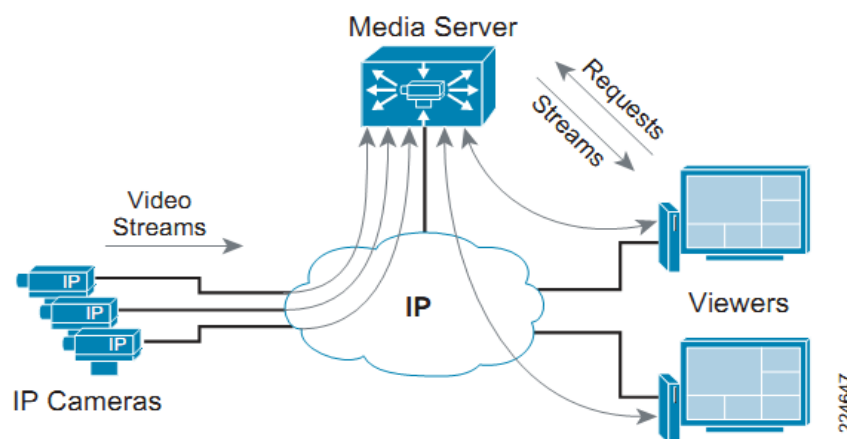 Media Server
Requests
Streams
Video
Streams
IP
IP
IP
IP
Viewers
IP Cameras
224647